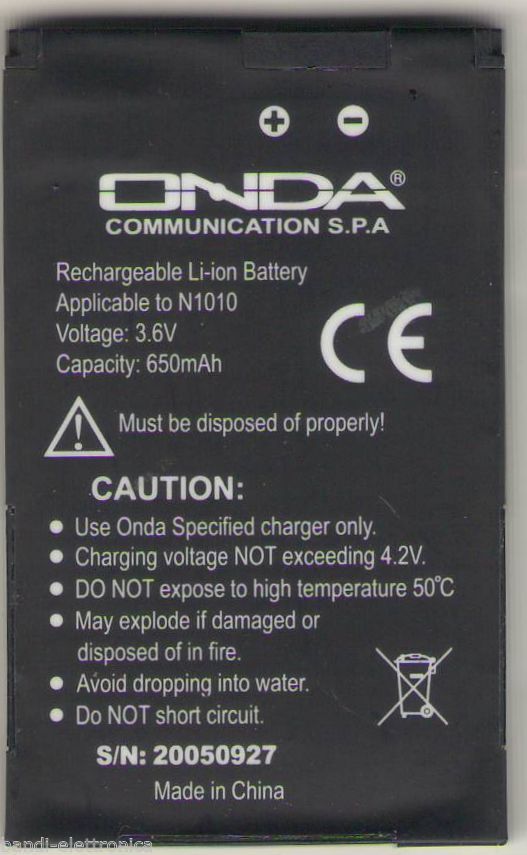 ONDA®
COMMUNICATION S.P.A
Rechargeable Li-ion Battery
Applicable to N1010
Voltage: 3.6V
Capacity: 650mAh
CE
Must be disposed of properly!
CAUTION:
● Use Onda Specified charger only.
● Charging voltage NOT exceeding 4.2V.
● DO NOT expose to high temperature 50℃
● May explode if damaged or
disposed of in fire.
● Avoid dropping into water.
● Do NOT short circuit.
S/N: 20050927
Made in China
bandi-elettronica